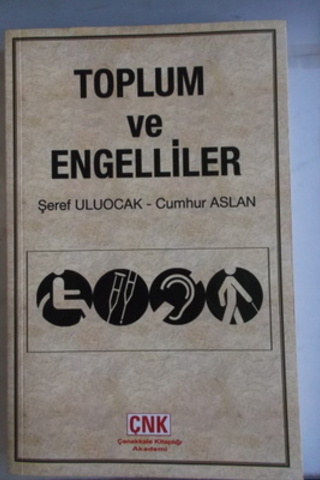 TOPLUM
ve
ENGELLİLER
Şeref ULUOCAK - Cumhur ASLAN
ÇNK
Çanakkale Kitaplığı
Akademi